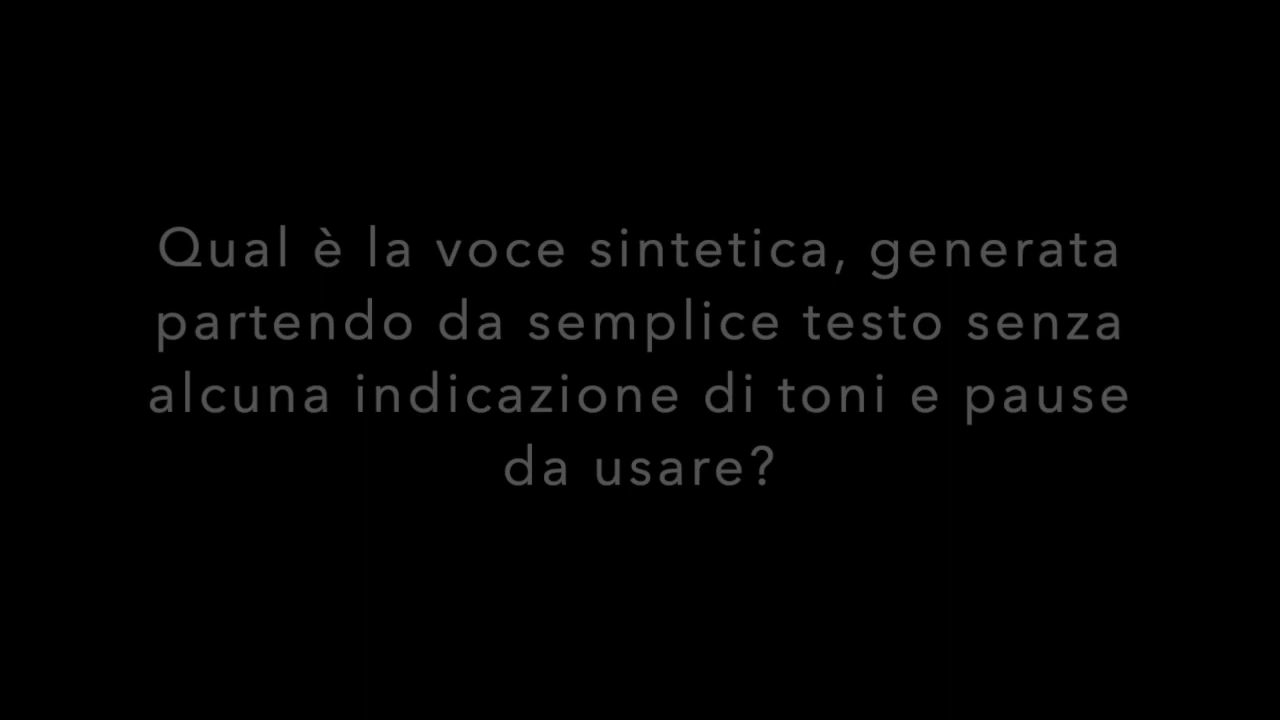 Qual è la voce sintetica, generata
partendo da semplice testo senza
alcuna indicazione di toni e pause
da usare?